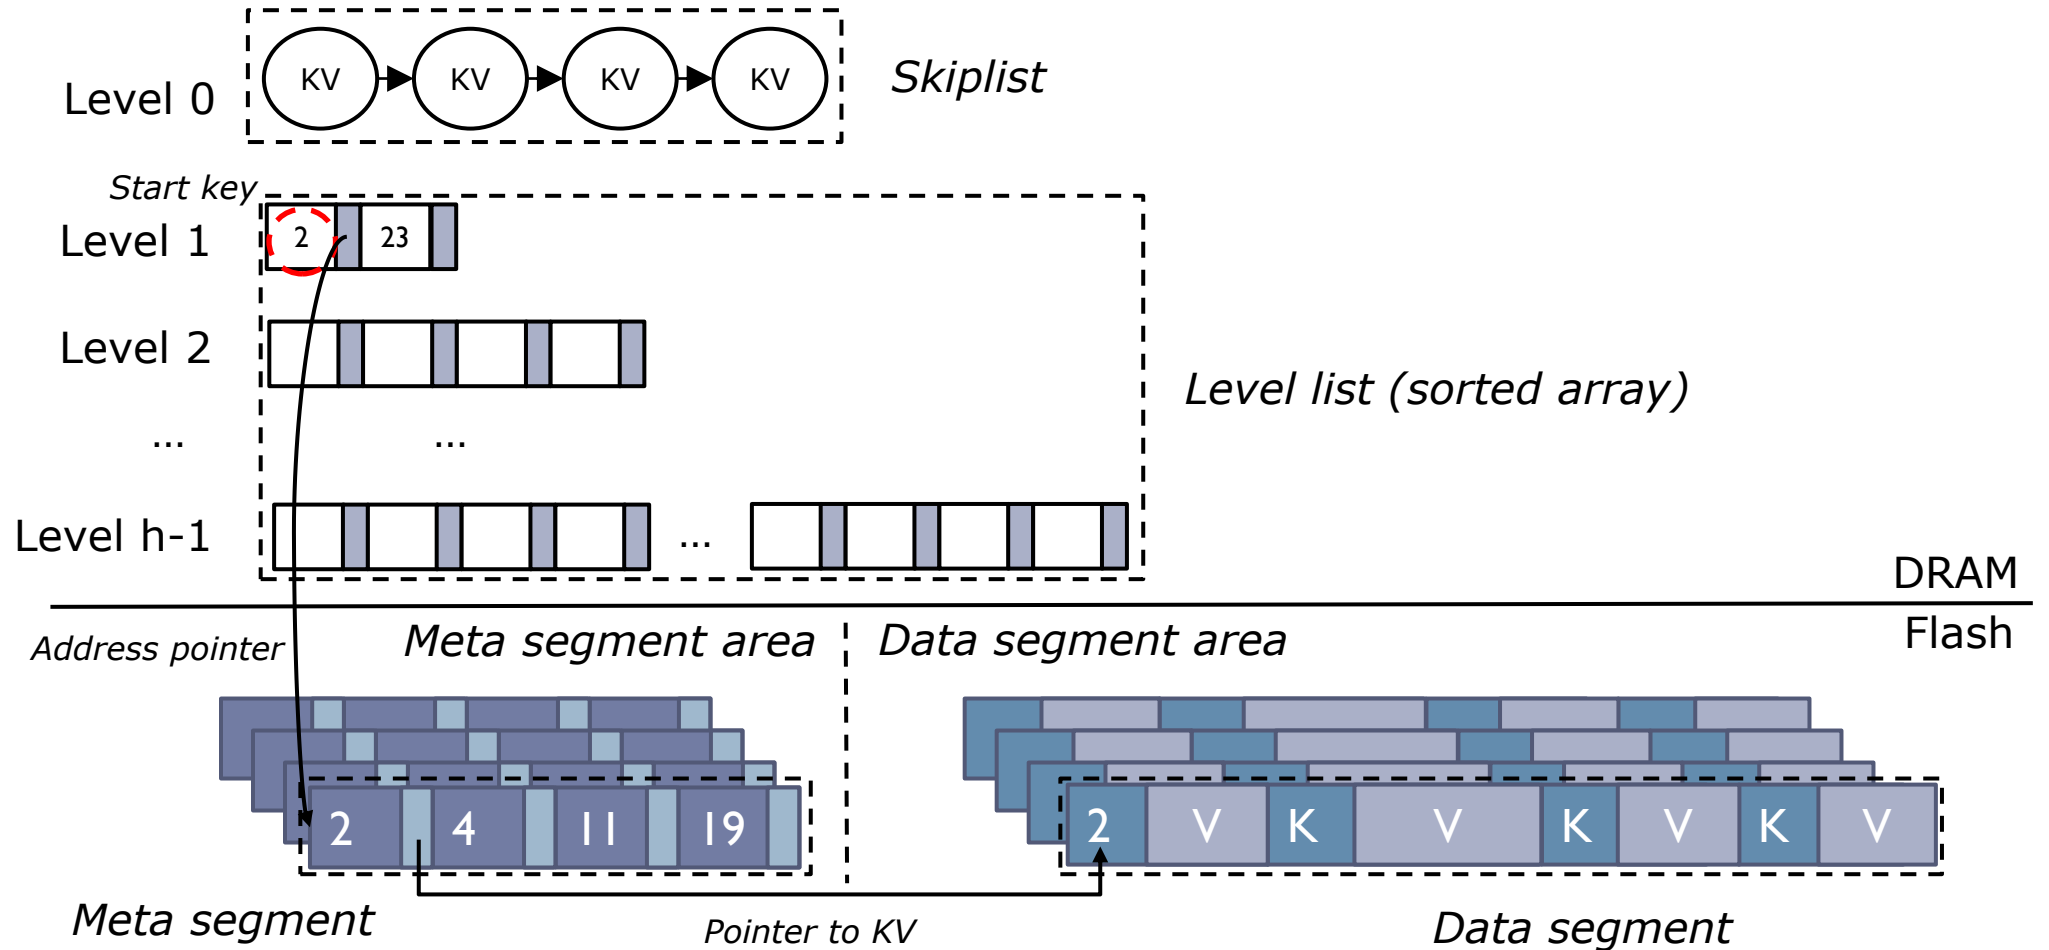 Level 0
KV KV KV KV
Skiplist
Start key
Level 1
2 23
Level 2
Level list (sorted array)
... ...
Level h-1
...
DRAM
Flash
Address pointer
Meta segment area
Data segment area
2 4 11 19
2 V K V K V K V
Meta segment
Pointer to KV
Data segment